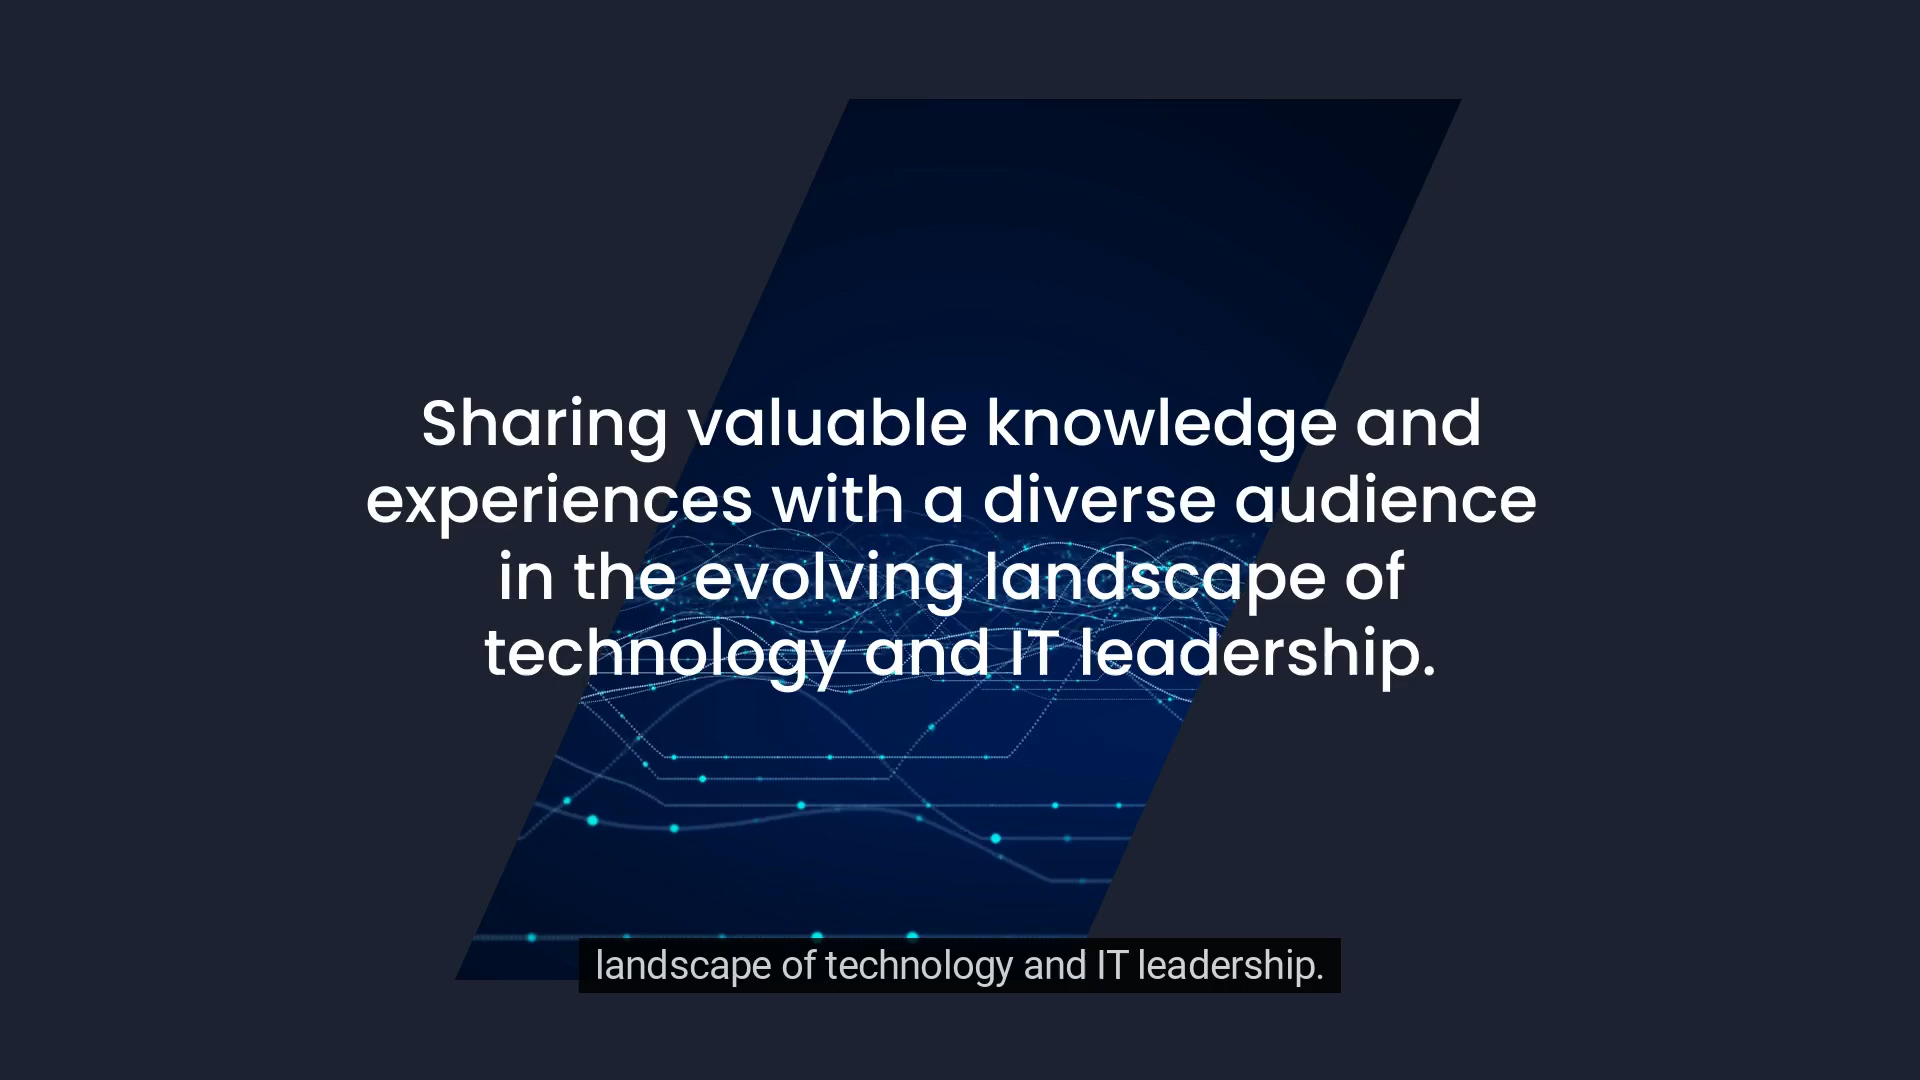 Sharing valuable knowledge and
experiences with a diverse audience
in the evolving landscape of
technology and IT leadership.
landscape of technology and IT leadership.